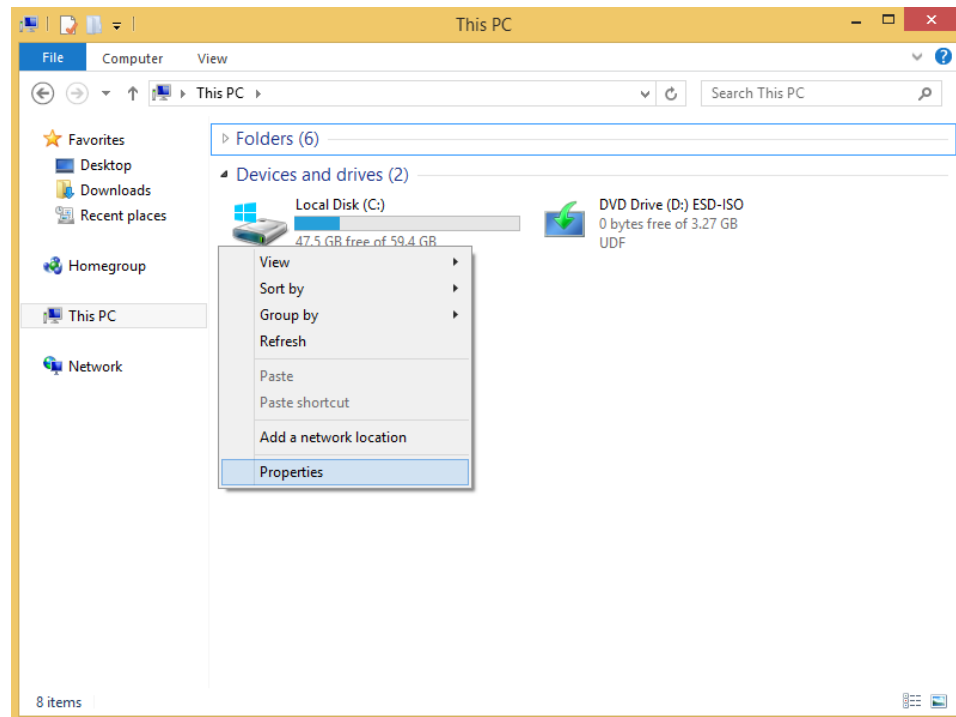 This PC
File Computer View
This PC
Search This PC
Favorites
Desktop
Downloads
Recent places
Homegroup
This PC
Network
Folders (6)
Devices and drives (2)
Local Disk (C:)
47.5 GB free of 59.4 GB
DVD Drive (D:) ESD-ISO
0 bytes free of 3.27 GB
UDF
View
Sort by
Group by
Refresh
Paste
Paste shortcut
Add a network location
Properties
8 items